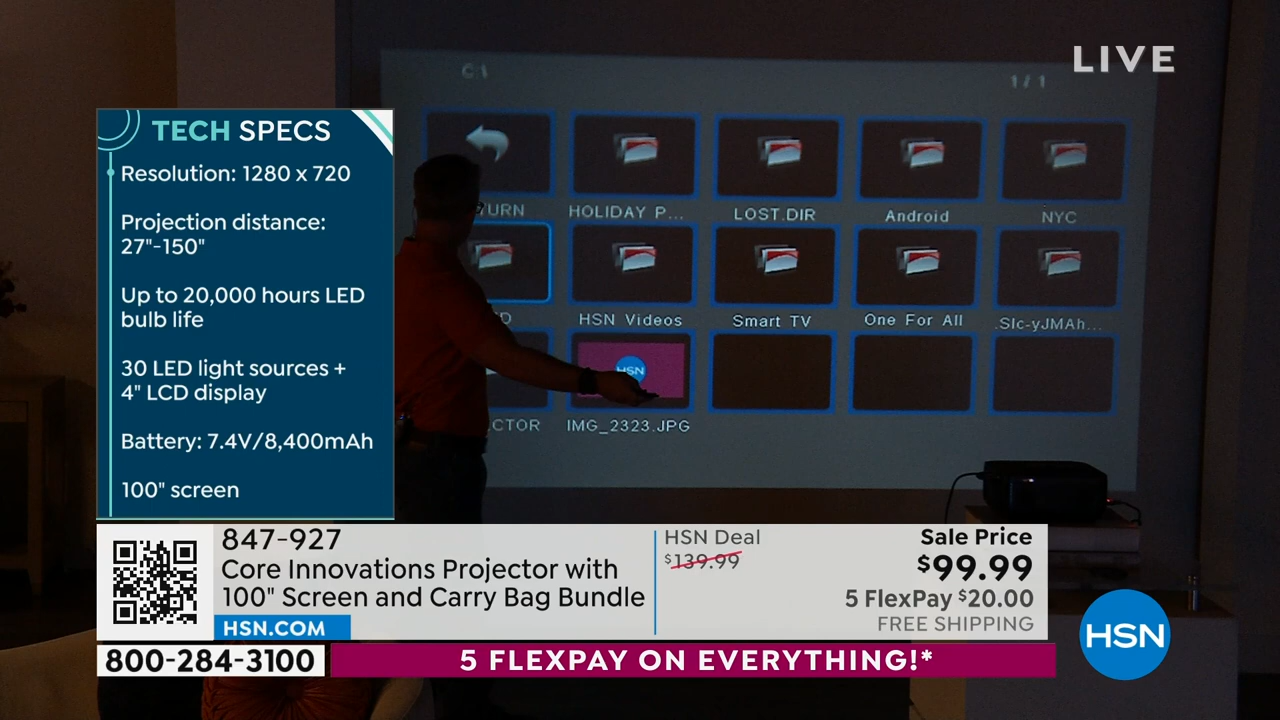 LIVE
C:\
1/1
TECH SPECS
Resolution: 1280 x 720
Projection distance:
27"-150"
Up to 20,000 hours LED
bulb life
30 LED light sources +
4" LCD display
Battery: 7.4V/8,400mAh
100" screen
HOLIDAY P...
LOST.DIR
Android
NYC
HSN Videos
Smart TV
One For All
.Slc-yJMAh...
HSN
IMG_2323.JPG
847-927
Core Innovations Projector with
100" Screen and Carry Bag Bundle
HSN.COM
HSN Deal
$139.99
Sale Price
$99.99
5 FlexPay $20.00
FREE SHIPPING
HSN
800-284-3100
5 FLEXPAY ON EVERYTHING!*